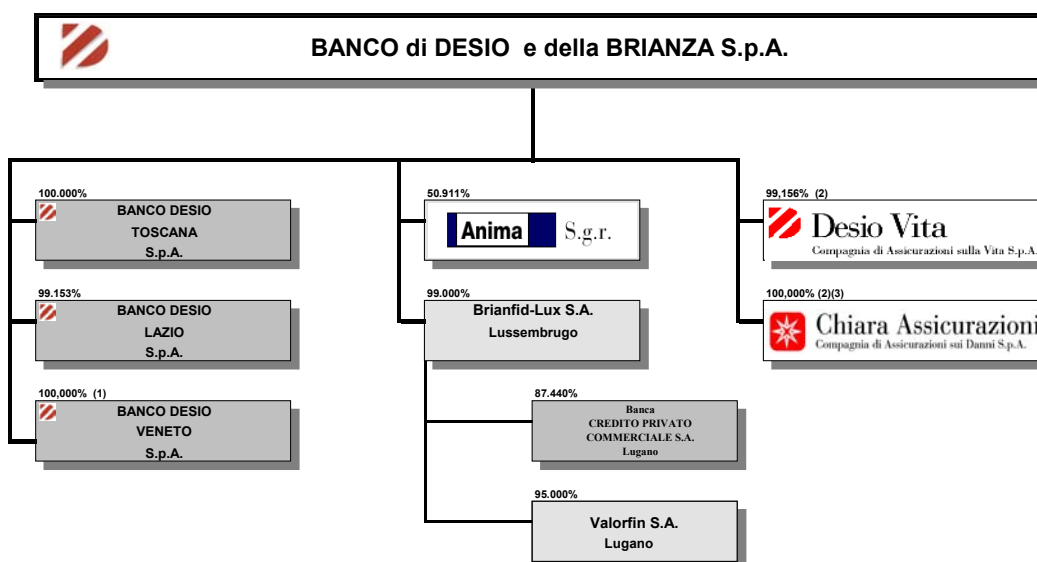 BANCO di DESIO e della BRIANZA S.p.A.
100.000%
BANCO DESIO
TOSCANA
S.p.A.
99.153%
BANCO DESIO
LAZIO
S.p.A.
100,000% (1)
BANCO DESIO
VENETO
S.p.A.
50.911%
Anima S.g.r.
99.000%
Brianfid-Lux S.A.
Lussembrugo
87.440%
Banca
CREDITO PRIVATO
COMMERCIALE S.A.
Lugano
95.000%
Valorfin S.A.
Lugano
99,156% (2)
Desio Vita
Compagnia di Assicurazioni sulla Vita S.p.A.
100,000% (2)(3)
Chiara Assicurazioni
Compagnia di Assicurazioni sui Danni S.p.A.